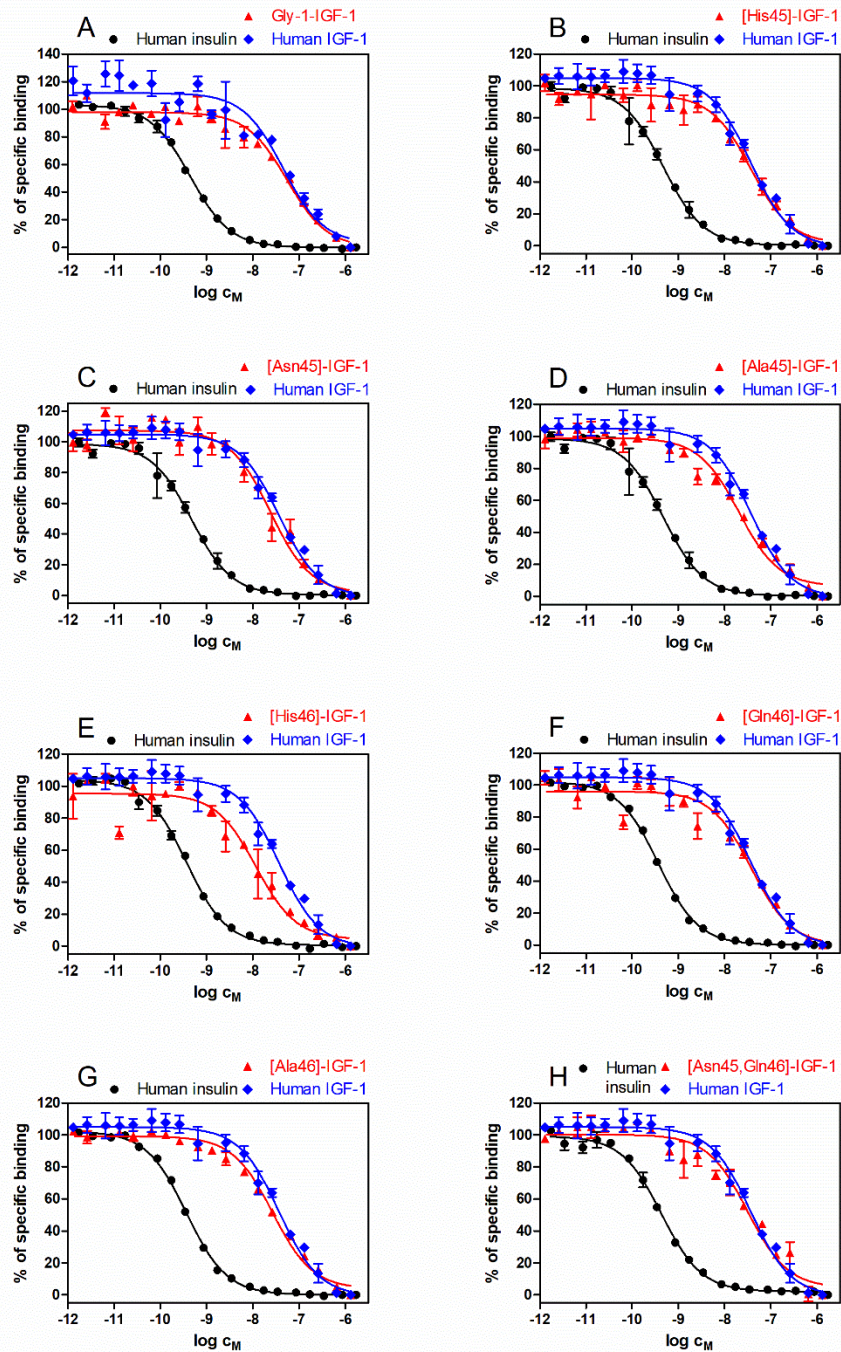 A
Gly-1-IGF-1
Human insulin Human IGF-1
% of specific binding
140
120
100
80
60
40
20
0
-12 -11 -10 -9 -8 -7 -6
log cM
B
[His45]-IGF-1
Human insulin Human IGF-1
% of specific binding
120
100
80
60
40
20
0
-12 -11 -10 -9 -8 -7 -6
log cM
C
[Asn45]-IGF-1
Human insulin Human IGF-1
% of specific binding
120
100
80
60
40
20
0
-12 -11 -10 -9 -8 -7 -6
log cM
D
[Ala45]-IGF-1
Human insulin Human IGF-1
% of specific binding
120
100
80
60
40
20
0
-12 -11 -10 -9 -8 -7 -6
log cM
E
[His46]-IGF-1
Human insulin Human IGF-1
% of specific binding
120
100
80
60
40
20
0
-12 -11 -10 -9 -8 -7 -6
log cM
F
[Gln46]-IGF-1
Human insulin Human IGF-1
% of specific binding
120
100
80
60
40
20
0
-12 -11 -10 -9 -8 -7 -6
log cM
G
[Ala46]-IGF-1
Human insulin Human IGF-1
% of specific binding
120
100
80
60
40
20
0
-12 -11 -10 -9 -8 -7 -6
log cM
H
Human [Asn45,Gln46]-IGF-1
insulin Human IGF-1
% of specific binding
120
100
80
60
40
20
0
-12 -11 -10 -9 -8 -7 -6
log cM